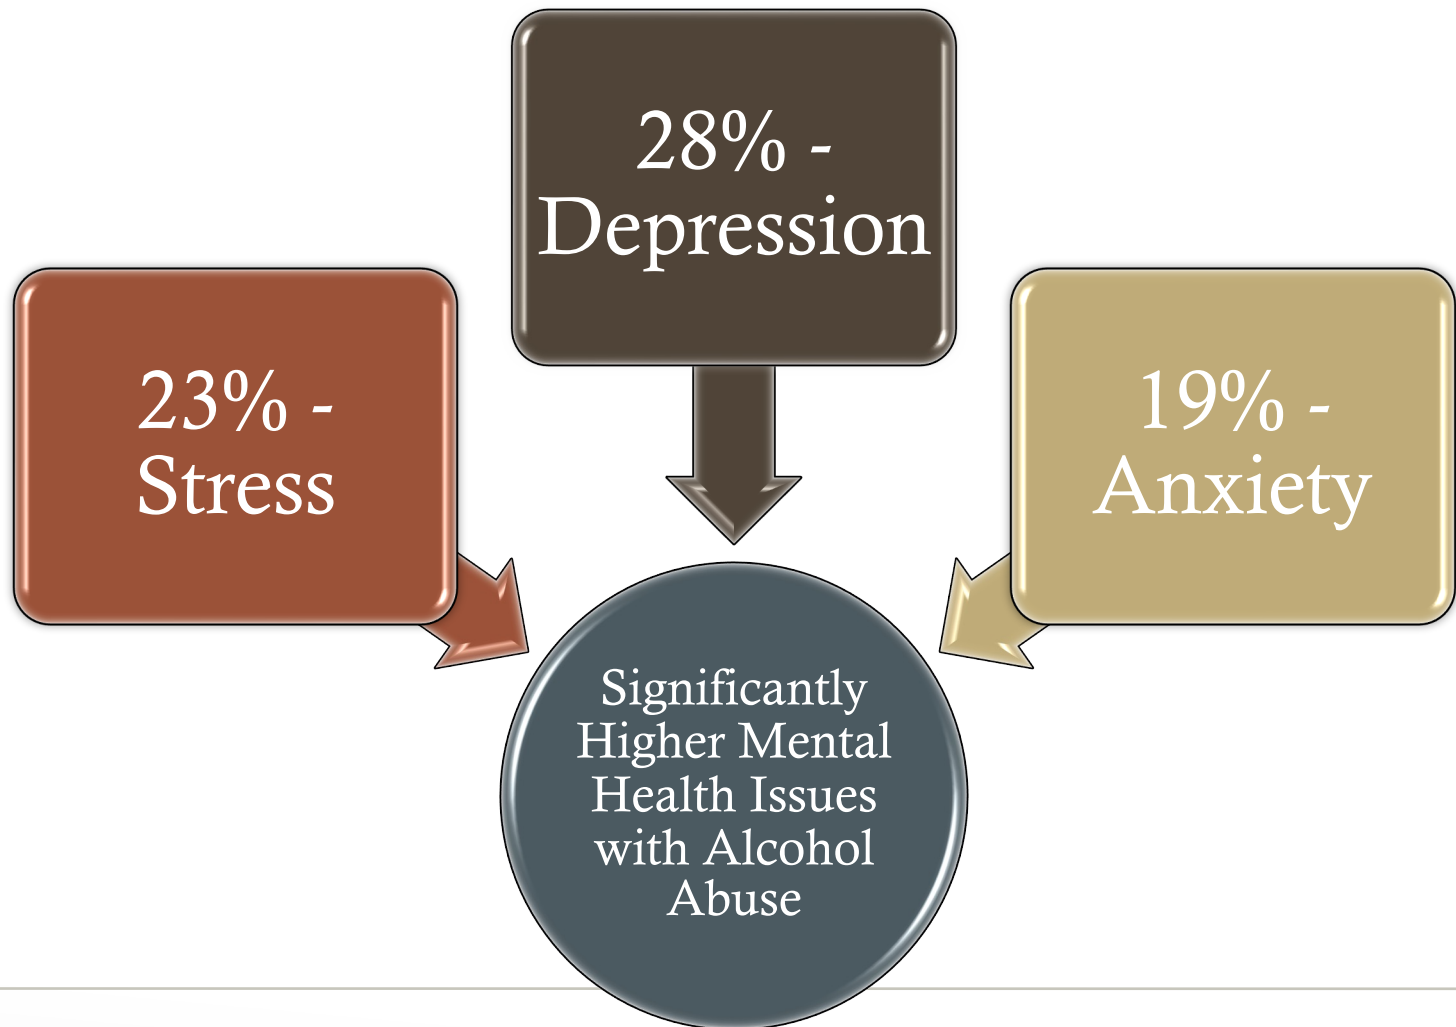 28% -
Depression
23% -
Stress
19% -
Anxiety
Significantly
Higher Mental
Health Issues
with Alcohol
Abuse